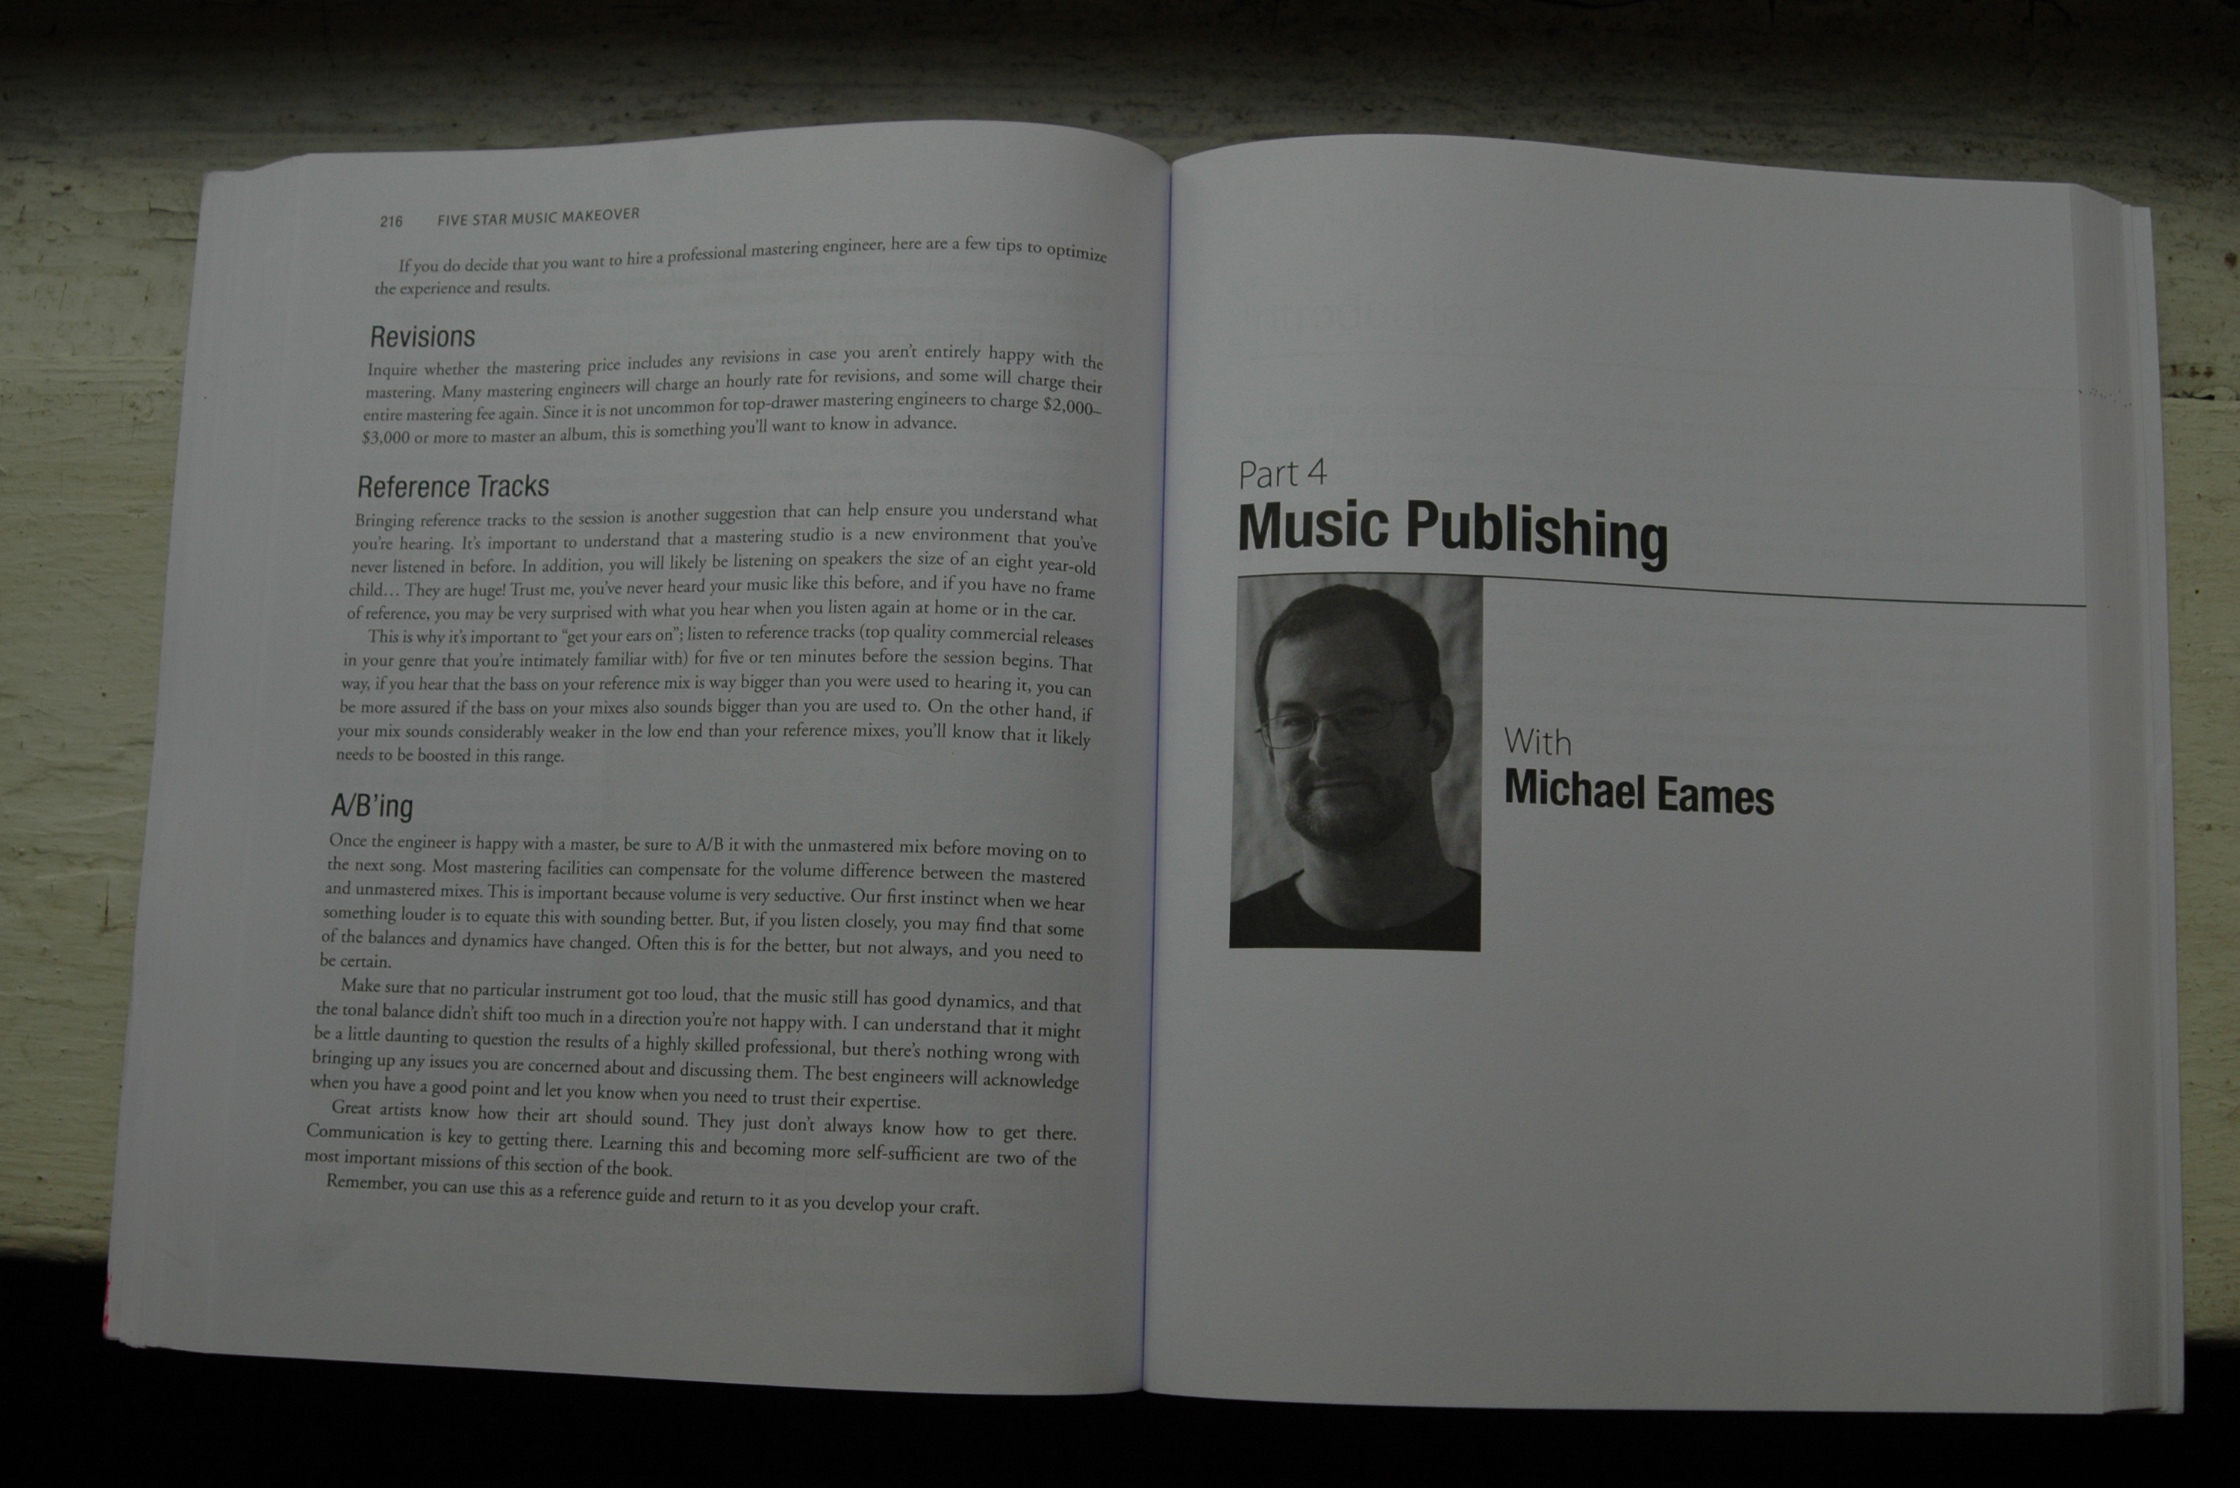 216 FIVE STAR MUSIC MAKEOVER
If you do decide that you want to hire a professional mastering engineer, here are a few tips to optimize
the experience and results.
Revisions
Inquire whether the mastering price includes any revisions in case you aren't entirely happy with the
mastering. Many mastering engineers will charge an hourly rate for revisions, and some will charge their
entire mastering fee again. Since it is not uncommon for top-drawer mastering engineers to charge $2,000–
$3,000 or more to master an album, this is something you'll want to know in advance.
Reference Tracks
Bringing reference tracks to the session is another suggestion that can help ensure you understand what
you're hearing. It's important to understand that a mastering studio is a new environment that you've
never listened in before. In addition, you will likely be listening on speakers the size of an eight year-old
child… They are huge! Trust me, you've never heard your music like this before, and if you have no frame
of reference, you may be very surprised with what you hear when you listen again at home or in the car.
This is why it's important to “get your ears on”; listen to reference tracks (top quality commercial releases
in your genre that you're intimately familiar with) for five or ten minutes before the session begins. That
way, if you hear that the bass on your reference mix is way bigger than you were used to hearing it, you can
be more assured if the bass on your mixes also sounds bigger than you are used to. On the other hand, if
your mix sounds considerably weaker in the low end than your reference mixes, you'll know that it likely
needs to be boosted in this range.
A/B'ing
Once the engineer is happy with a master, be sure to A/B it with the unmastered mix before moving on to
the next song. Most mastering facilities can compensate for the volume difference between the mastered
and unmastered mixes. This is important because volume is very seductive. Our first instinct when we hear
something louder is to equate this with sounding better. But, if you listen closely, you may find that some
of the balances and dynamics have changed. Often this is for the better, but not always, and you need to
be certain.
Make sure that no particular instrument got too loud, that the music still has good dynamics, and that
the tonal balance didn't shift too much in a direction you're not happy with. I can understand that it might
be a little daunting to question the results of a highly skilled professional, but there's nothing wrong with
bringing up any issues you are concerned about and discussing them. The best engineers will acknowledge
when you have a good point and let you know when you need to trust their expertise.
Great artists know how their art should sound. They just don't always know how to get there.
Communication is key to getting there. Learning this and becoming more self-sufficient are two of the
most important missions of this section of the book.
Remember, you can use this as a reference guide and return to it as you develop your craft.
Part 4
Music Publishing
With
Michael Eames